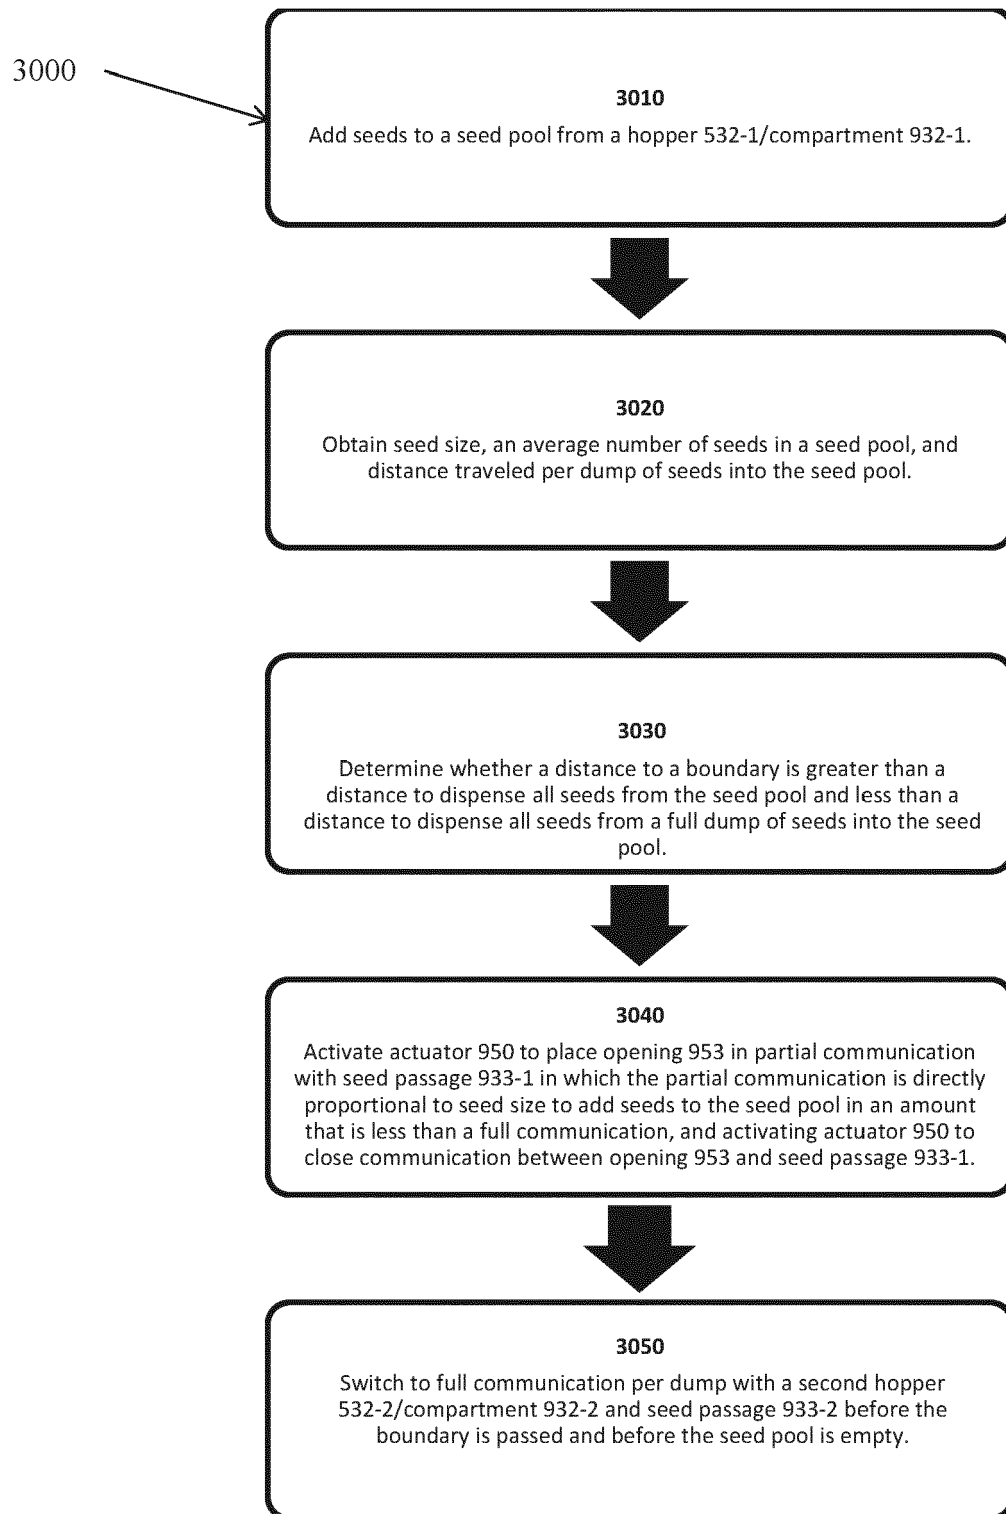 3000
3010
Add seeds to a seed pool from a hopper 532-1/compartment 932-1.
3020
Obtain seed size, an average number of seeds in a seed pool, and
distance traveled per dump of seeds into the seed pool.
3030
Determine whether a distance to a boundary is greater than a
distance to dispense all seeds from the seed pool and less than a
distance to dispense all seeds from a full dump of seeds into the seed
pool.
3040
Activate actuator 950 to place opening 953 in partial communication
with seed passage 933-1 in which the partial communication is directly
proportional to seed size to add seeds to the seed pool in an amount
that is less than a full communication, and activating actuator 950 to
close communication between opening 953 and seed passage 933-1.
3050
Switch to full communication per dump with a second hopper
532-2/compartment 932-2 and seed passage 933-2 before the
boundary is passed and before the seed pool is empty.